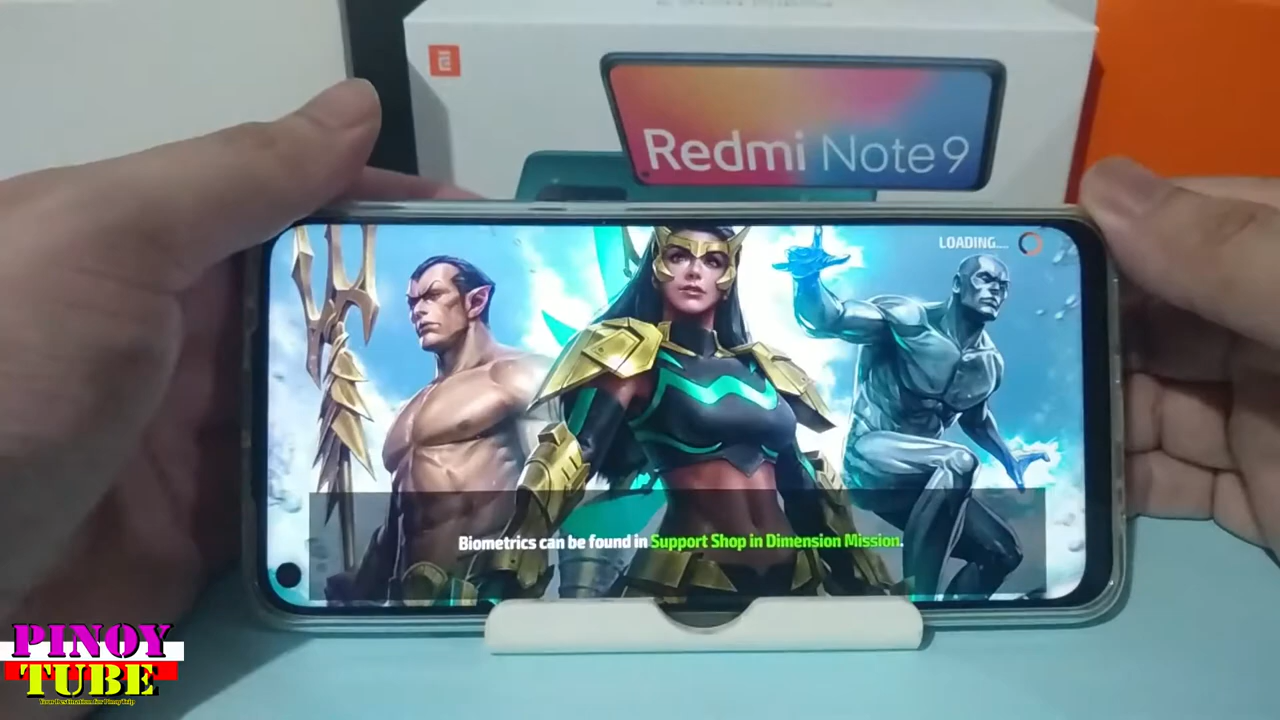 Redmi Note 9
LOADING....
Biometrics can be found in Support Shop in Dimension Mission.
PINOY
TUBE